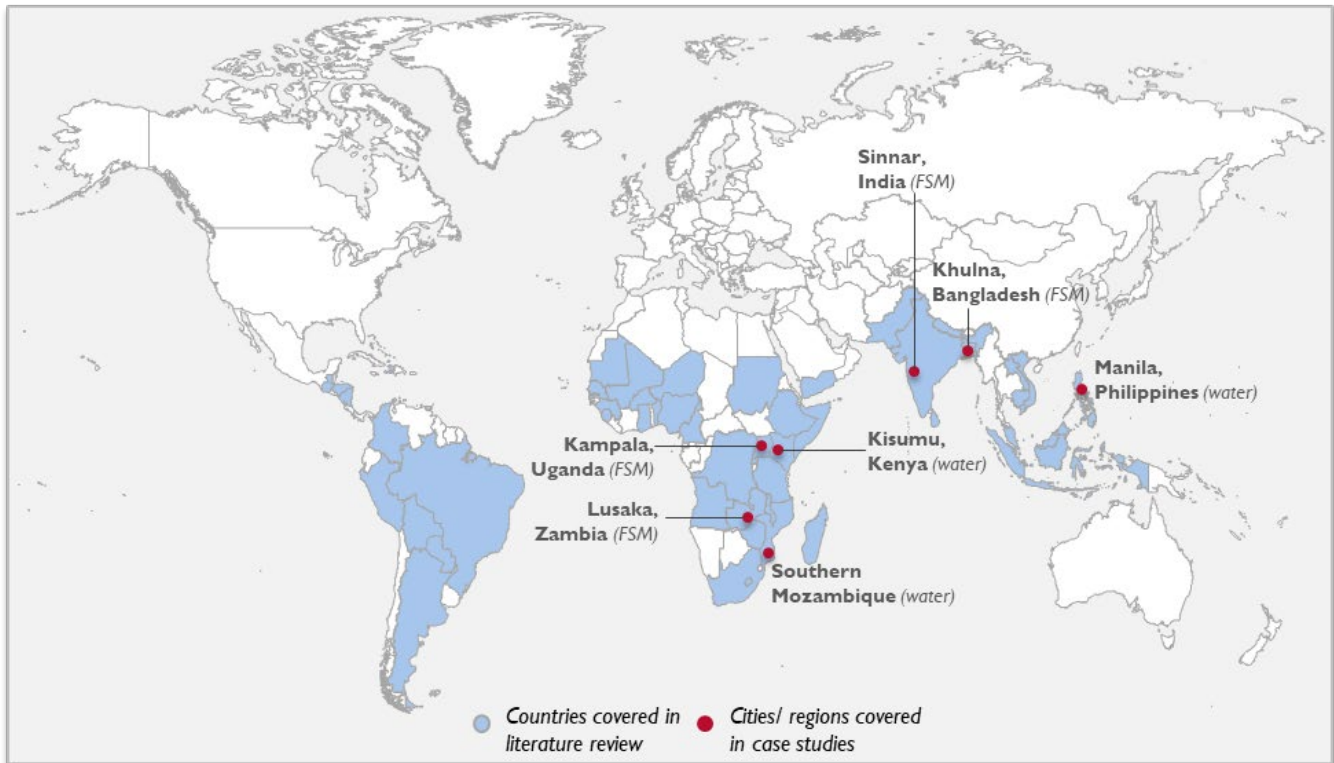 Sinnar,
India (FSM)
Khulna,
Bangladesh (FSM)
Manila,
Philippines (water)
Kampala,
Uganda (FSM)
Kisumu,
Kenya (water)
Lusaka,
Zambia (FSM)
Southern
Mozambique (water)
Countries covered in
literature review
Cities/ regions covered
in case studies